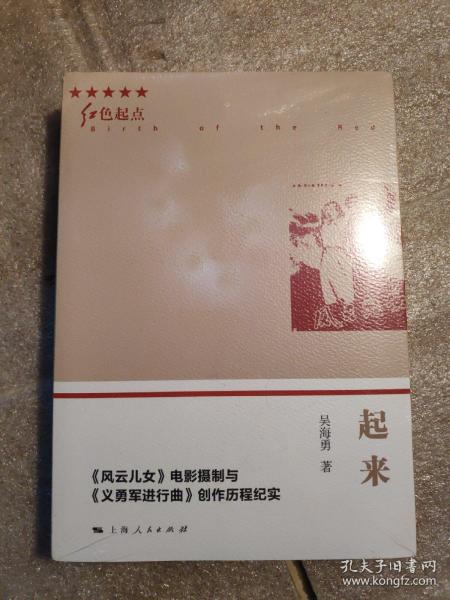 ★★★★★
红色起点
Birth of the Red
起来
吴海勇 著
《风云儿女》电影摄制与
《义勇军进行曲》创作历程纪实
上海人民出版社
孔夫子旧书网
www.kongfz.com